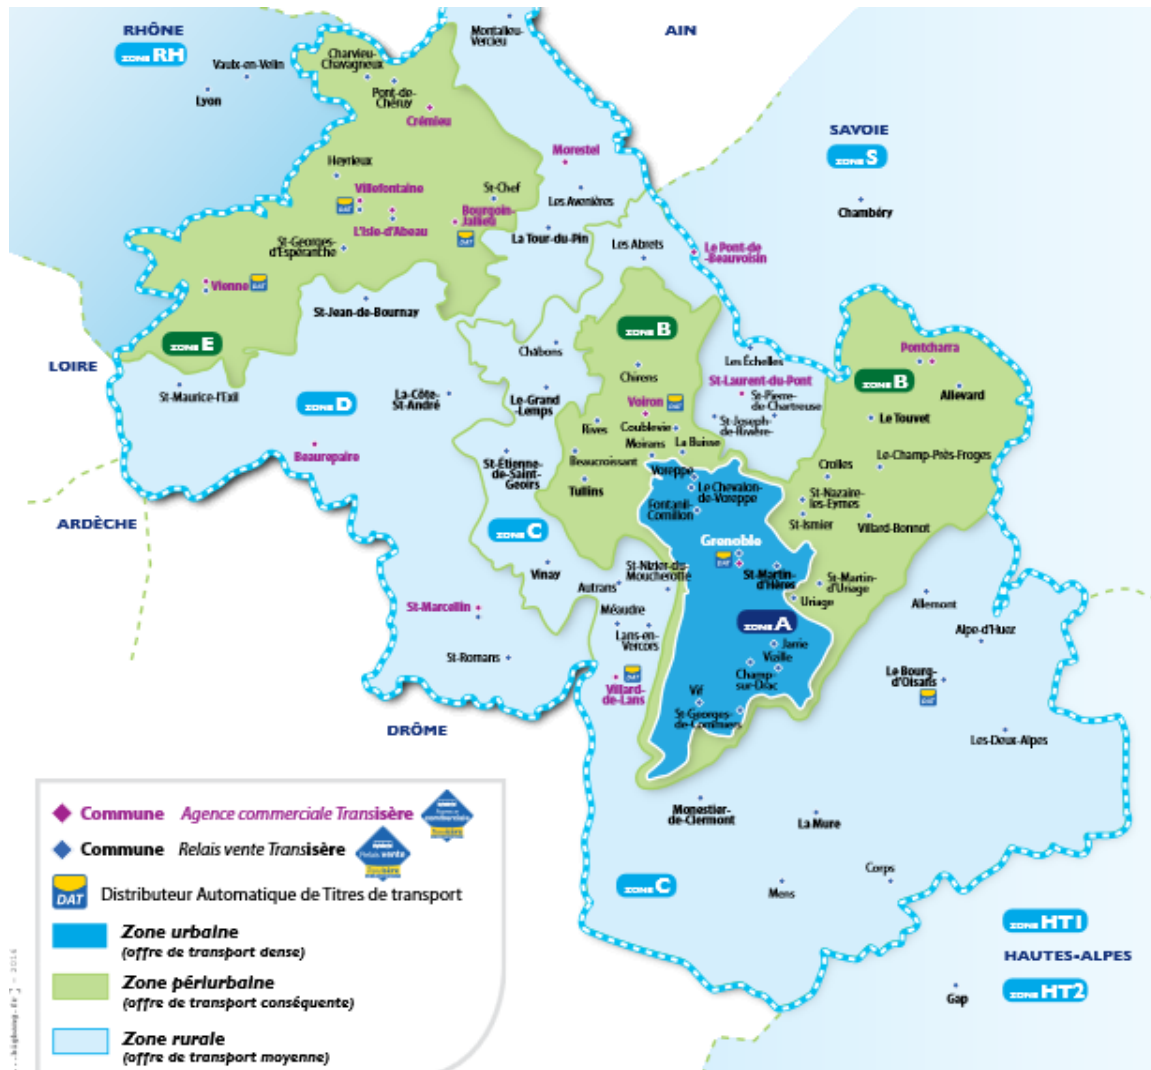 RHÔNE
ZONE RH
Vaulx-en-Velin
Lyon
Charvieu-
Chavagneux
Pont-de-
Chéruy
Crémieu
Montalieu-
Vercieu
AIN
Morestel
Les Avenières
Heyrieux
Villefontaine
DAT
L'Isle-d'Abeau
St-Chef
Bourgoin-
Jallieu
DAT
St-Georges-
d'Espéranche
Vienne
DAT
La Tour-du-Pin
Les Abrets
Le Pont-de
-Beauvoisin
SAVOIE
ZONE S
Chambéry
St-Jean-de-Bournay
ZONE E
LOIRE
St-Maurice-l'Exil
ZONE D
La-Côte-
St-André
Beaurepaire
Châbons
Le-Grand
-Lemps
St-Étienne-
de-Saint-
Geoirs
ZONE B
Chirens
Voiron
DAT
Rives
Coublevie
Moirans
La Buisse
Beaucroissant
Tullins
Les Échelles
St-Laurent-du-Pont
St-Pierre-
de-Chartreuse
St-Joseph-
de-Rivière-
Pontcharra
ZONE B
Allevard
Le Touvet
Le-Champ-Près-Froges
Crolles
St-Nazaire-
les-Eymes
St-Ismier
Villard-Bonnot
Voreppe
Le Chevalon-
de-Voreppe
Fontanil-
Cornillon
Grenoble
DAT
St-Martin-
d'Hères
St-Martin-
d'Uriage
Uriage
ARDÈCHE
ZONE C
Vinay
St-Nizier-du-
Moucherotte
Autrans
Méaudre
Lans-en-
Vercors
St-Marcellin
St-Romans
Villard-
de-Lans
DAT
ZONE A
Jarrie
Vizille
Champ-
sur-Drac
Vif
St-Georges-
de-Commiers
Allemont
Alpe-d'Huez
Le Bourg-
d'Oisans
DAT
Les-Deux-Alpes
DRÔME
Monestier-
de-Clermont
La Mure
Corps
Mens
ZONE C
ZONE HT1
HAUTES-ALPES
ZONE HT2
Gap
Commune Agence commerciale Transisère
Commune Relais vente Transisère
Relais vente
DAT
Distributeur Automatique de Titres de transport
Zone urbaine
(offre de transport dense)
Zone périurbaine
(offre de transport conséquente)
Zone rurale
(offre de transport moyenne)